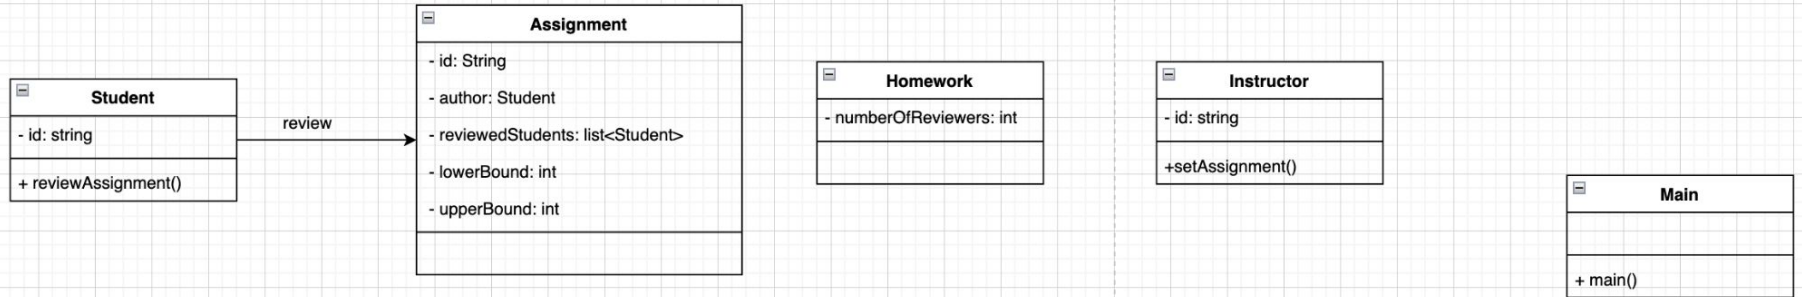 Student
- id: string
+ reviewAssignment()
review
Assignment
- id: String
- author: Student
- reviewedStudents: list<Student>
- lowerBound: int
- upperBound: int
Homework
- numberOfReviewers: int
Instructor
- id: string
+setAssignment()
Main
+ main()